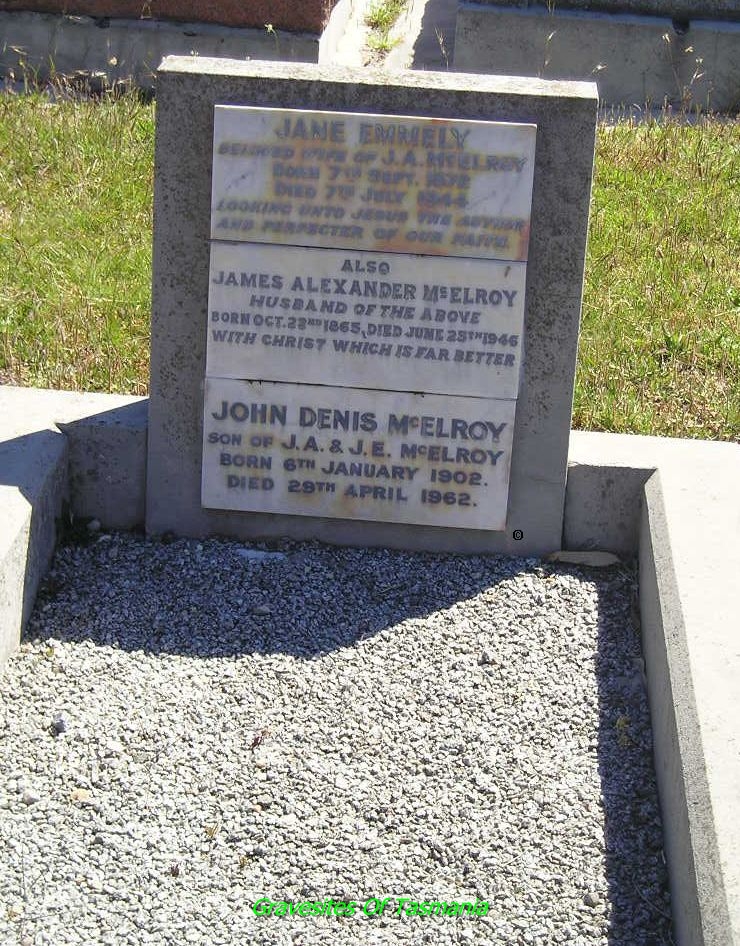 JANE EMMELY
BELOVED WIFE OF J.A. McELROY
BORN 7TH SEPT. 1872
DIED 7TH JULY 1944
LOOKING UNTO JESUS THE AUTHOR
AND PERFECTER OF OUR FAITH.
ALSO
JAMES ALEXANDER McELROY
HUSBAND OF THE ABOVE
BORN OCT. 22ND 1865, DIED JUNE 25TH 1946
WITH CHRIST WHICH IS FAR BETTER
JOHN DENIS McELROY
SON OF J.A. & J.E. McELROY
BORN 6TH JANUARY 1902.
DIED 29TH APRIL 1962.
©
Gravesites Of Tasmania